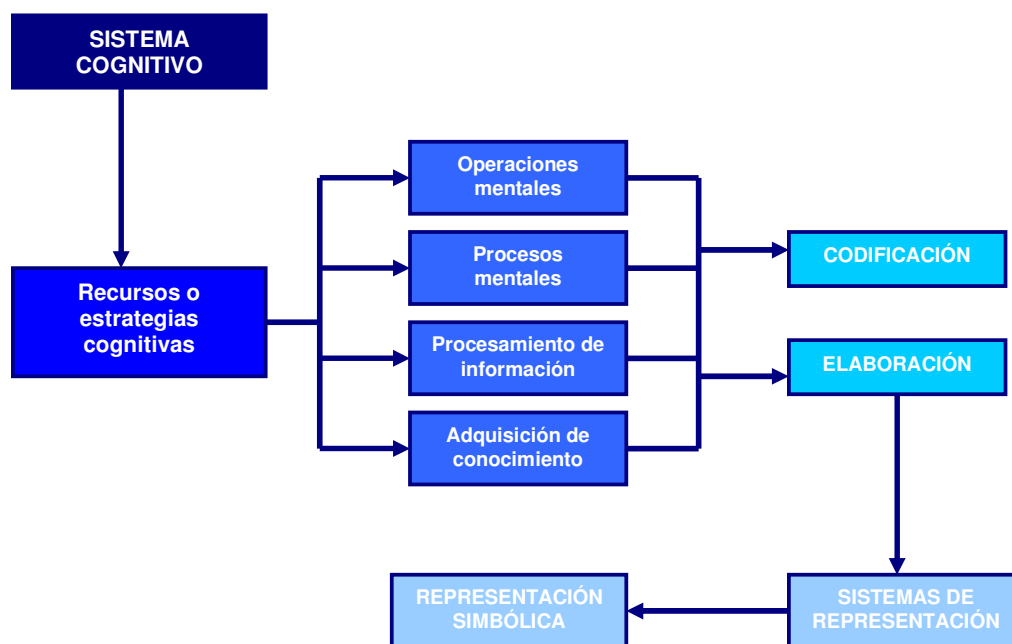 SISTEMA
COGNITIVO
Operaciones
mentales
Procesos
mentales
CODIFICACIÓN
Recursos o
estrategias
cognitivas
Procesamiento de
información
ELABORACIÓN
Adquisición de
conocimiento
REPRESENTACIÓN
SIMBÓLICA
SISTEMAS DE
REPRESENTACIÓN